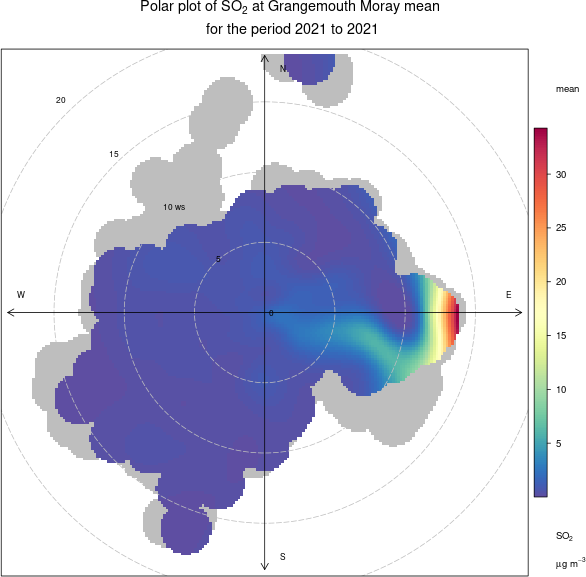 Polar plot of SO₂ at Grangemouth Moray mean
for the period 2021 to 2021
mean
N
20
15
10 ws
5
W
E
0
S
30
25
20
15
10
5
SO₂
μg m⁻³